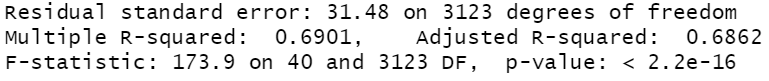 Residual standard error: 31.48 on 3123 degrees of freedom
Multiple R-squared:  0.6901,    Adjusted R-squared:  0.6862
F-statistic: 173.9 on 40 and 3123 DF,  p-value: < 2.2e-16